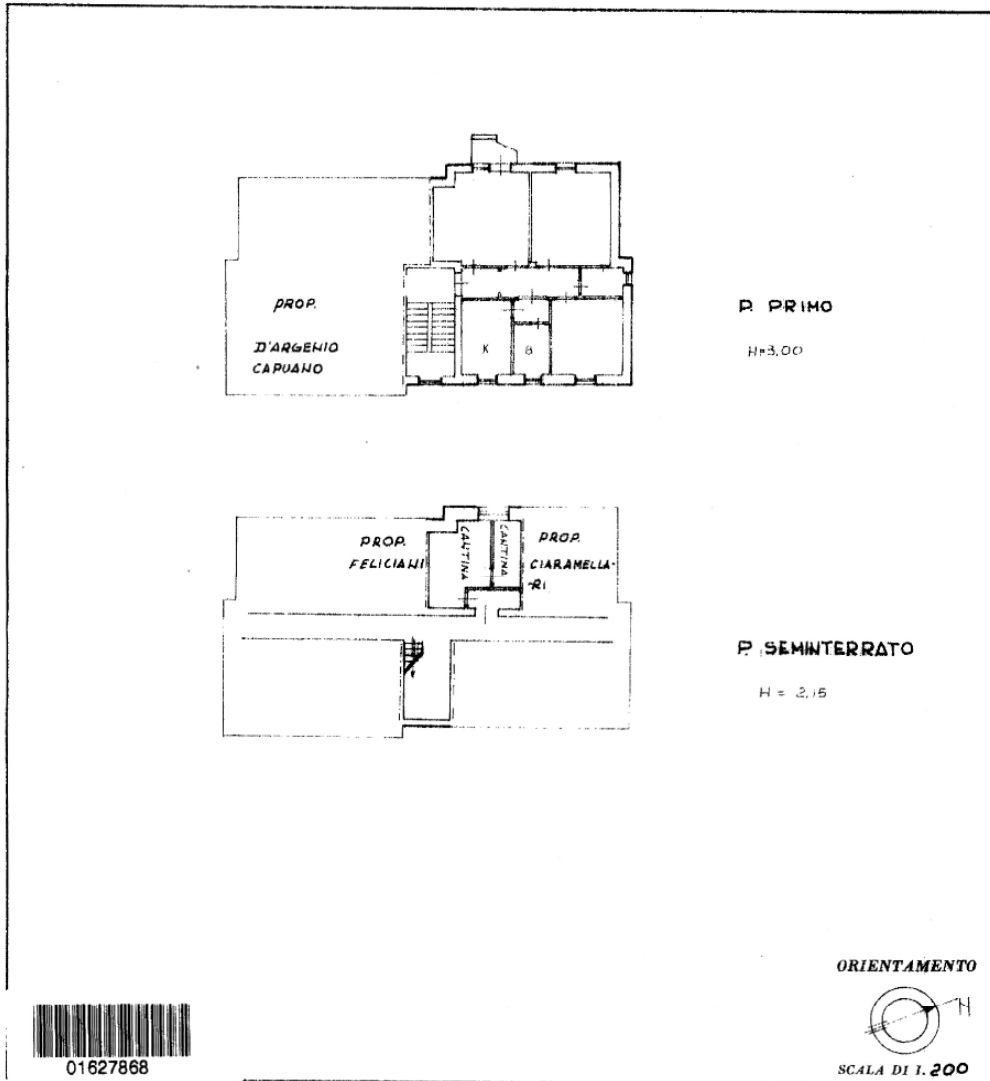 PROP.
D'ARGENIO
CAPUANO
K
B
P. PRIMO
H=3,00
PROP.
FELICIANI
CANTINA
CANTINA
PROP.
CIARAMELLA-
-RI
P. SEMINTERRATO
H = 2,15
ORIENTAMENTO
N
SCALA DI 1. 200
01627868